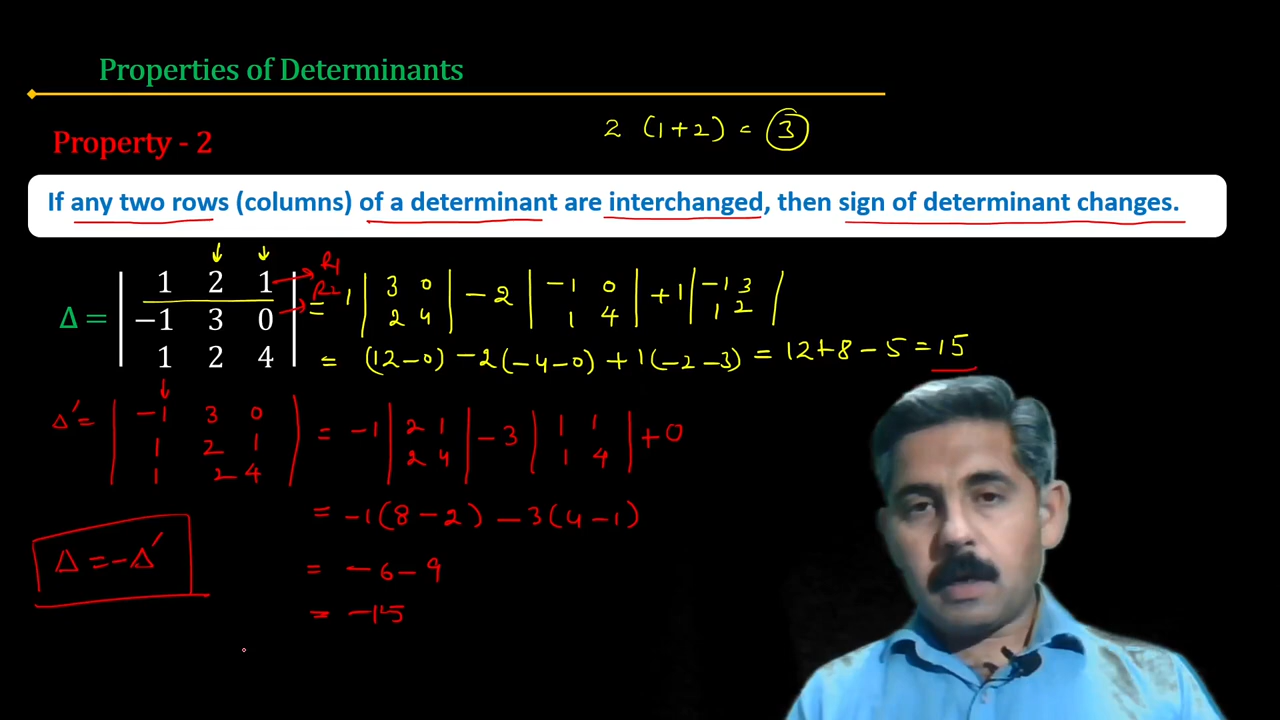 Properties of Determinants
2 (1+2) = 3
Property - 2
If any two rows (columns) of a determinant are interchanged, then sign of determinant changes.
Δ = | 1 2 1 | → R1
| −1 3 0 | → R2
| 1 2 4 |
= 1 | 3 0 | − 2 | −1 0 | + 1 | −1 3 |
| 2 4 | | 1 4 | | 1 2 |
= (12−0) −2(−4−0) + 1(−2−3) = 12+8−5 = 15
Δ' = | −1 3 0 |
| 1 2 1 |
| 1 2 4 |
= −1 | 2 1 | − 3 | 1 1 | + 0
| 2 4 | | 1 4 |
= −1(8−2) −3(4−1)
Δ = −Δ'
= −6−9
= −15